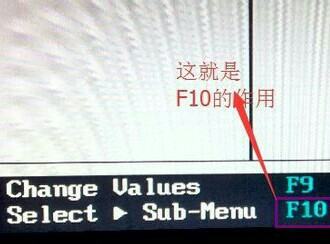 这就是
F10的作用
Change Values F9
Select ▶ Sub-Menu F10